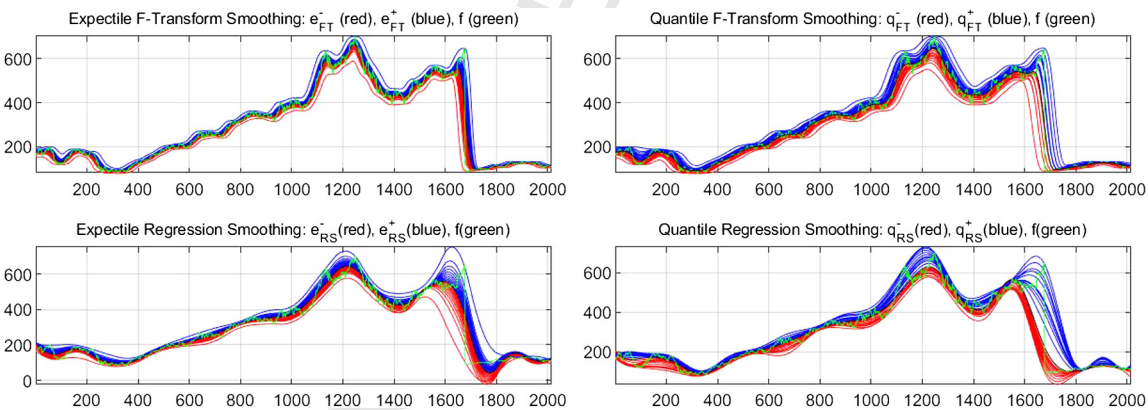 Expectile F-Transform Smoothing: e⁻FT (red), e⁺FT (blue), f (green)
600
400
200
200 400 600 800 1000 1200 1400 1600 1800 2000
Quantile F-Transform Smoothing: q⁻FT (red), q⁺FT (blue), f (green)
600
400
200
200 400 600 800 1000 1200 1400 1600 1800 2000
Expectile Regression Smoothing: e⁻RS(red), e⁺RS(blue), f(green)
600
400
200
0
200 400 600 800 1000 1200 1400 1600 1800 2000
Quantile Regression Smoothing: q⁻RS(red), q⁺RS(blue), f(green)
600
400
200
200 400 600 800 1000 1200 1400 1600 1800 2000